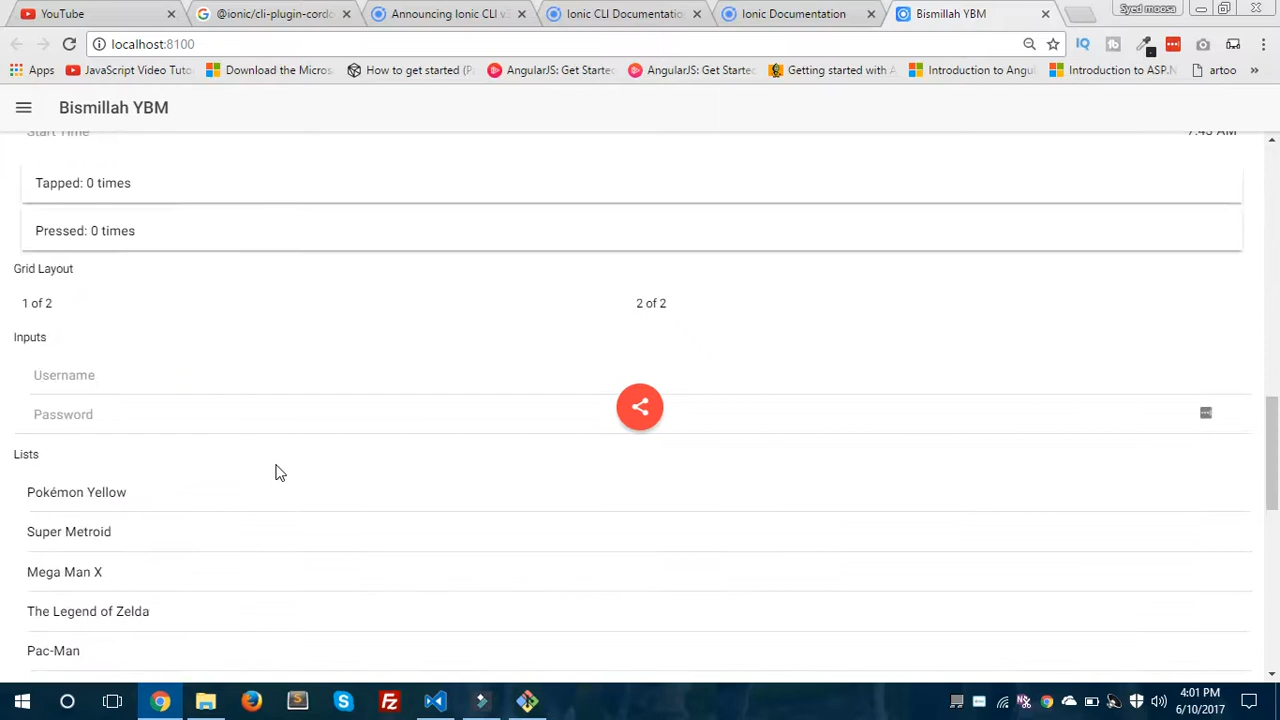 YouTube
@ionic/cli-plugin-cordo
Announcing Ionic CLI v
Ionic CLI Documentatio
Ionic Documentation
Bismillah YBM
Syed moosa
localhost:8100
Apps
JavaScript Video Tuto
Download the Micros
How to get started (P
AngularJS: Get Starte
AngularJS: Get Starte
Getting started with A
Introduction to Angul
Introduction to ASP.N
artoo
»
Bismillah YBM
Start Time
7:43 AM
Tapped: 0 times
Pressed: 0 times
Grid Layout
1 of 2
2 of 2
Inputs
Username
Password
Lists
Pokémon Yellow
Super Metroid
Mega Man X
The Legend of Zelda
Pac-Man
4:01 PM
6/10/2017